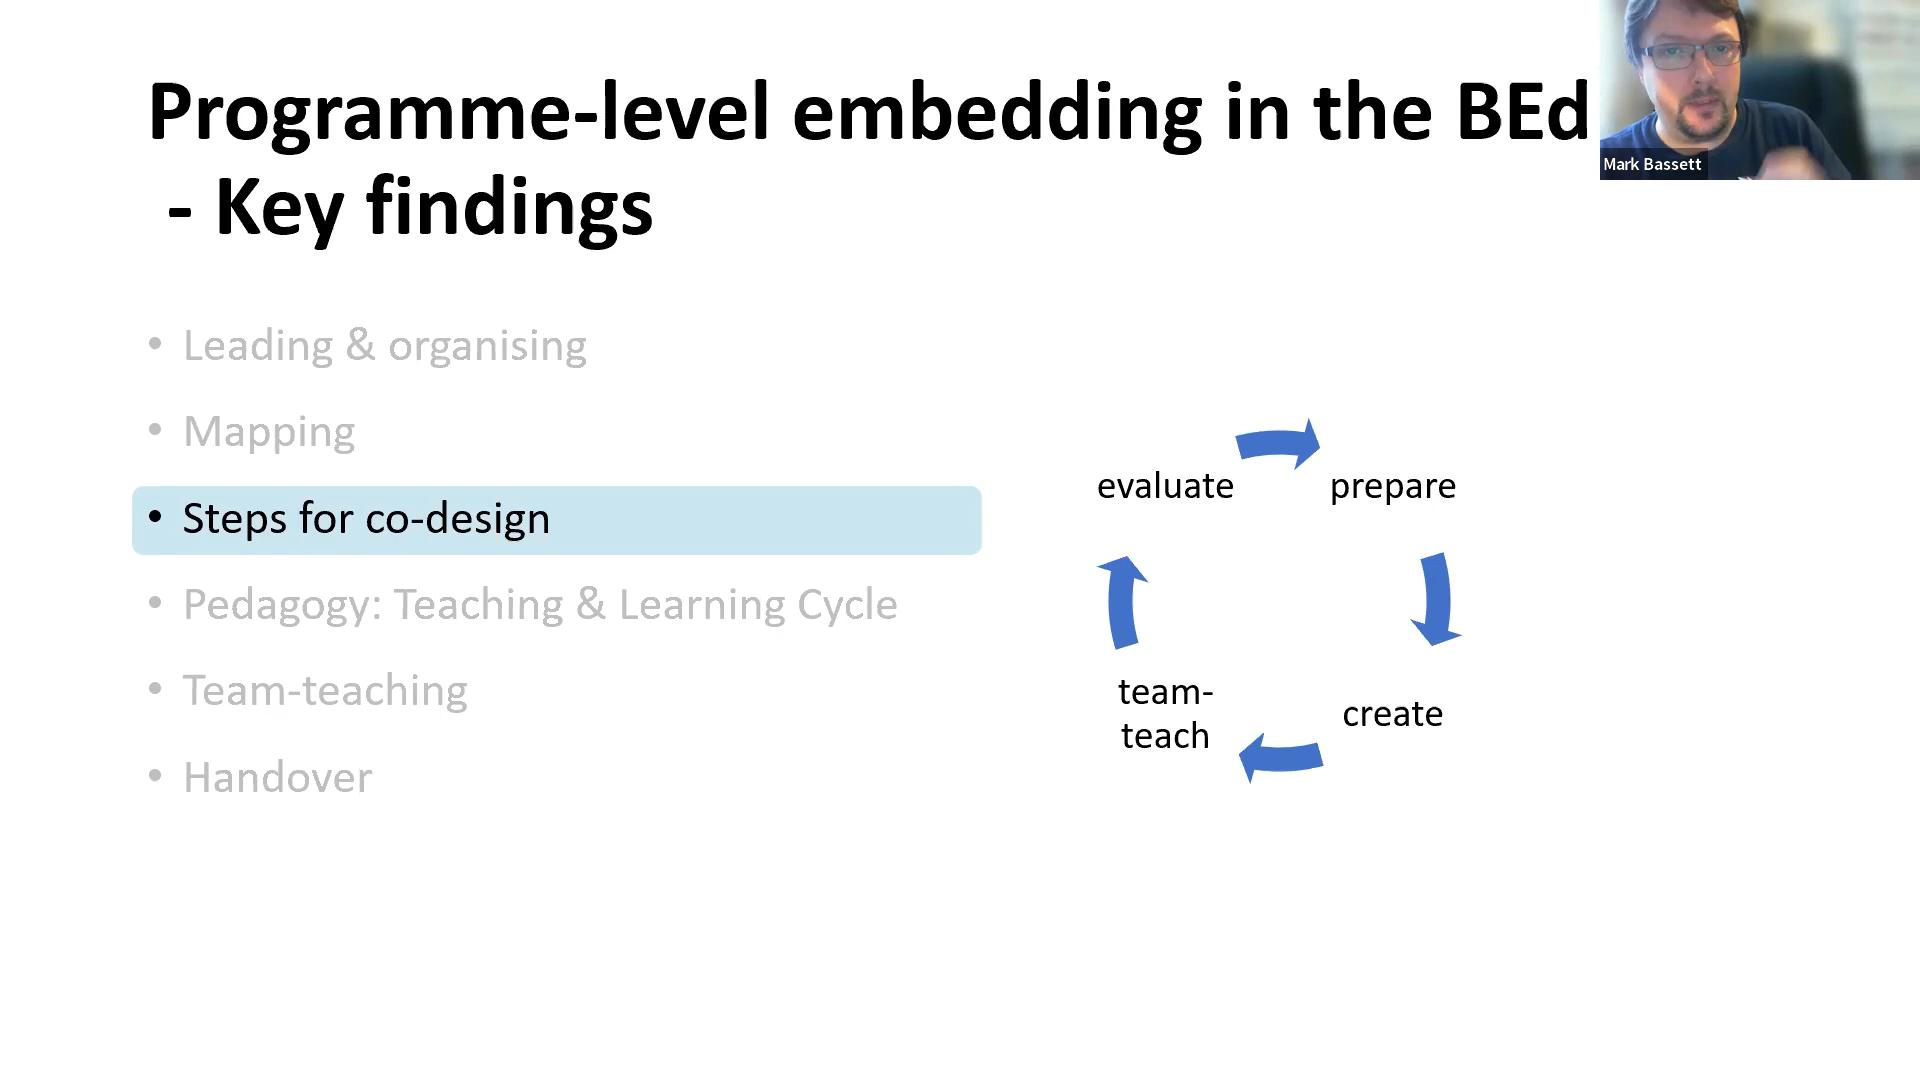 Programme-level embedding in the BEd
- Key findings
Mark Bassett
• Leading & organising
• Mapping
• Steps for co-design
• Pedagogy: Teaching & Learning Cycle
• Team-teaching
• Handover
evaluate
prepare
create
team-
teach